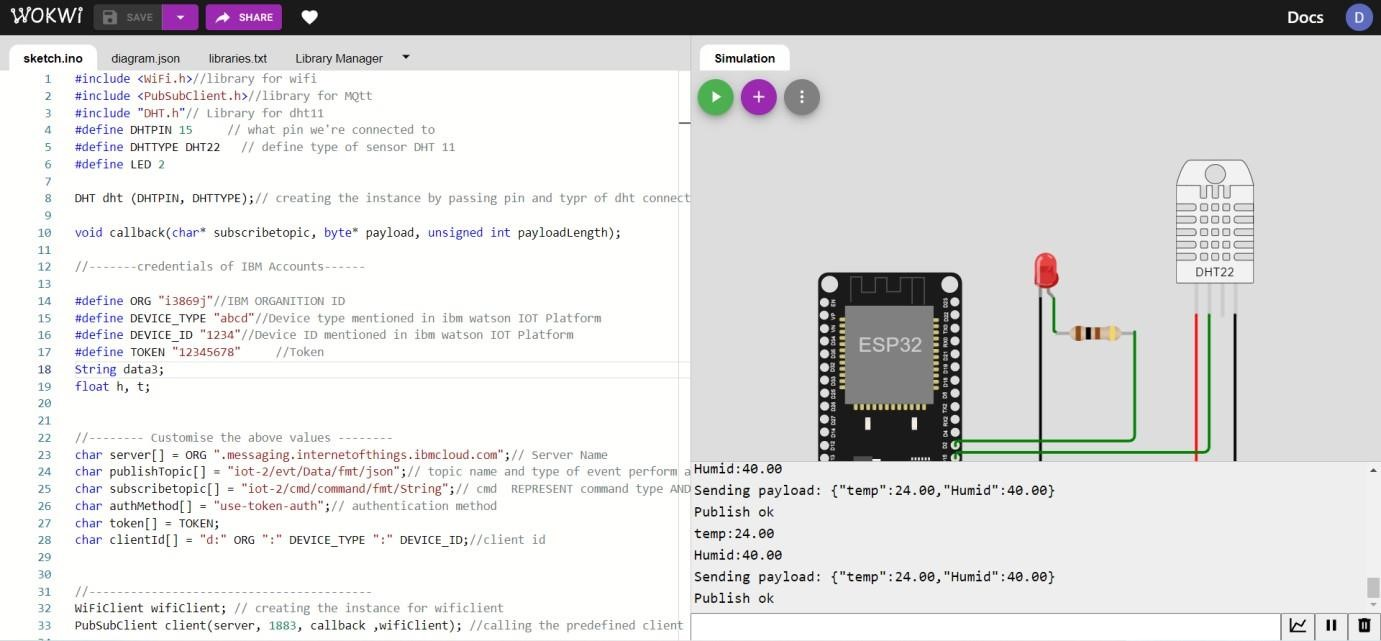 WOKWI SAVE SHARE Docs D
sketch.ino diagram.json libraries.txt Library Manager
Simulation
1 #include <WiFi.h>//library for wifi
2 #include <PubSubClient.h>//library for MQtt
3 #include "DHT.h"// Library for dht11
4 #define DHTPIN 15     // what pin we're connected to
5 #define DHTTYPE DHT22   // define type of sensor DHT 11
6 #define LED 2
7
8 DHT dht (DHTPIN, DHTTYPE);// creating the instance by passing pin and typr of dht connect
9
10 void callback(char* subscribetopic, byte* payload, unsigned int payloadLength);
11
12 //-------credentials of IBM Accounts------
13
14 #define ORG "i3869j"//IBM ORGANITION ID
15 #define DEVICE_TYPE "abcd"//Device type mentioned in ibm watson IOT Platform
16 #define DEVICE_ID "1234"//Device ID mentioned in ibm watson IOT Platform
17 #define TOKEN "12345678"     //Token
18 String data3;
19 float h, t;
20
21
22 //-------- Customise the above values --------
23 char server[] = ORG ".messaging.internetofthings.ibmcloud.com";// Server Name
24 char publishTopic[] = "iot-2/evt/Data/fmt/json";// topic name and type of event perform a
25 char subscribetopic[] = "iot-2/cmd/command/fmt/String";// cmd  REPRESENT command type AND
26 char authMethod[] = "use-token-auth";// authentication method
27 char token[] = TOKEN;
28 char clientId[] = "d:" ORG ":" DEVICE_TYPE ":" DEVICE_ID;//client id
29
30
31 //-----------------------------------------
32 WiFiClient wifiClient; // creating the instance for wificlient
33 PubSubClient client(server, 1883, callback ,wifiClient); //calling the predefined client
DHT22
ESP32
Humid:40.00
Sending payload: {"temp":24.00,"Humid":40.00}
Publish ok
temp:24.00
Humid:40.00
Sending payload: {"temp":24.00,"Humid":40.00}
Publish ok